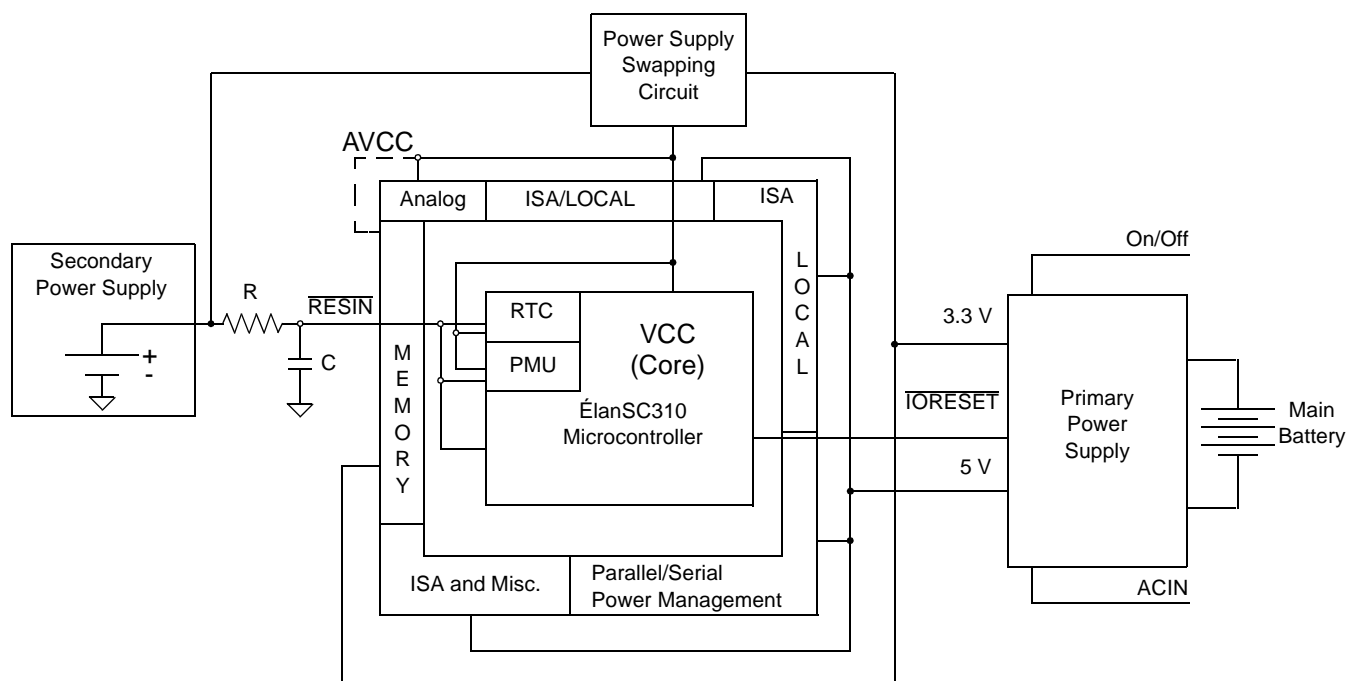 Power Supply
Swapping
Circuit
AVCC
Analog
ISA/LOCAL
ISA
On/Off
Secondary
Power Supply
R
RESIN
+
-
C
RTC
PMU
VCC
(Core)
ÉlanSC310
Microcontroller
MEMORY
LOCAL
3.3 V
IORESET
5 V
Primary
Power
Supply
Main
Battery
ISA and Misc.
Parallel/Serial
Power Management
ACIN